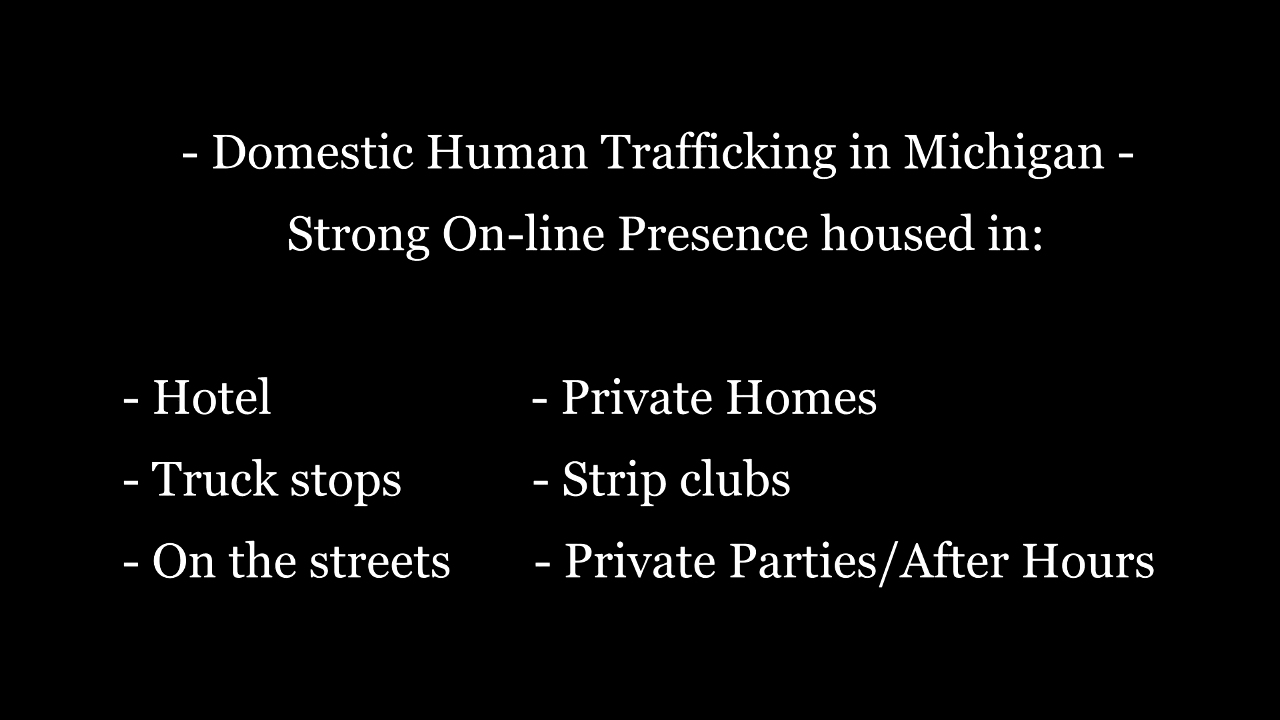 - Domestic Human Trafficking in Michigan -
Strong On-line Presence housed in:
- Hotel - Private Homes
- Truck stops - Strip clubs
- On the streets - Private Parties/After Hours